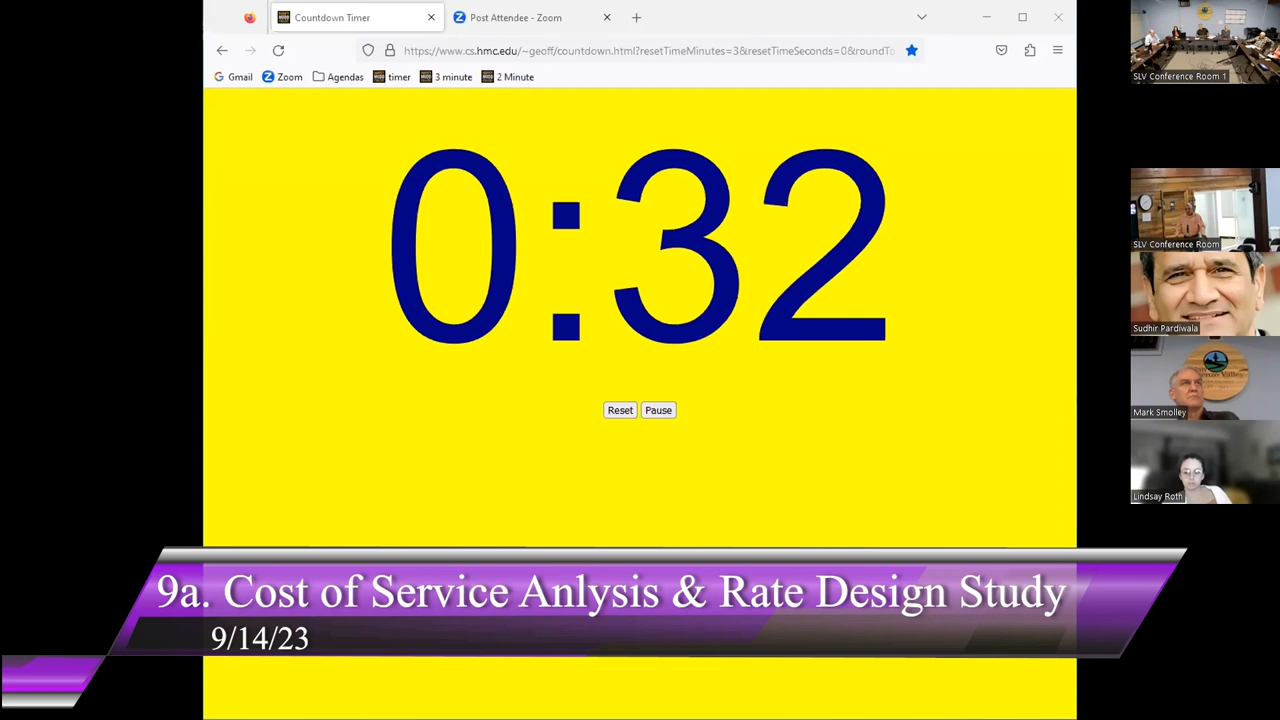 Countdown Timer
Post Attendee - Zoom
https://www.cs.hmc.edu/~geoff/countdown.html?resetTimeMinutes=3&resetTimeSeconds=0&roundTo
Gmail Zoom Agendas timer 3 minute 2 Minute
0:32
Reset Pause
SLV Conference Room 1
SLV Conference Room
Sudhir Pardiwala
Mark Smolley
Lindsay Roth
9a. Cost of Service Anlysis & Rate Design Study
9/14/23